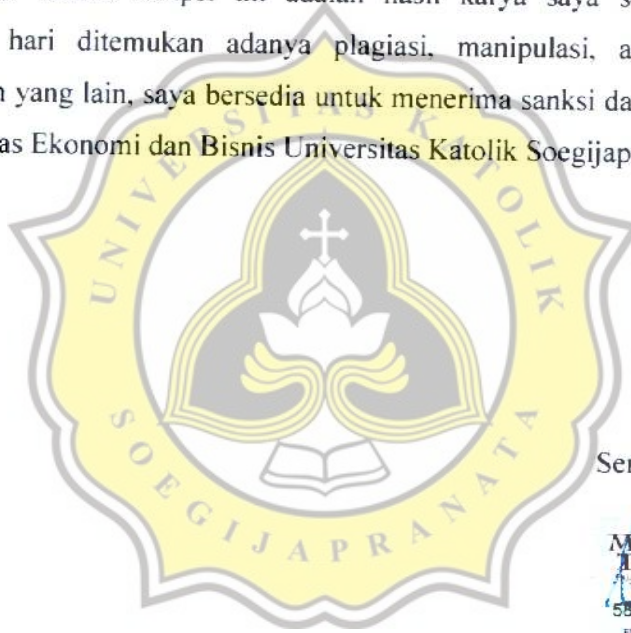 hari ditemukan adanya plagiasi, manipulasi, a
n yang lain, saya bersedia untuk menerima sanksi da
as Ekonomi dan Bisnis Universitas Katolik Soegijap
UNIVERSITAS KATOLIK
SOEGIJAPRANATA
Ser